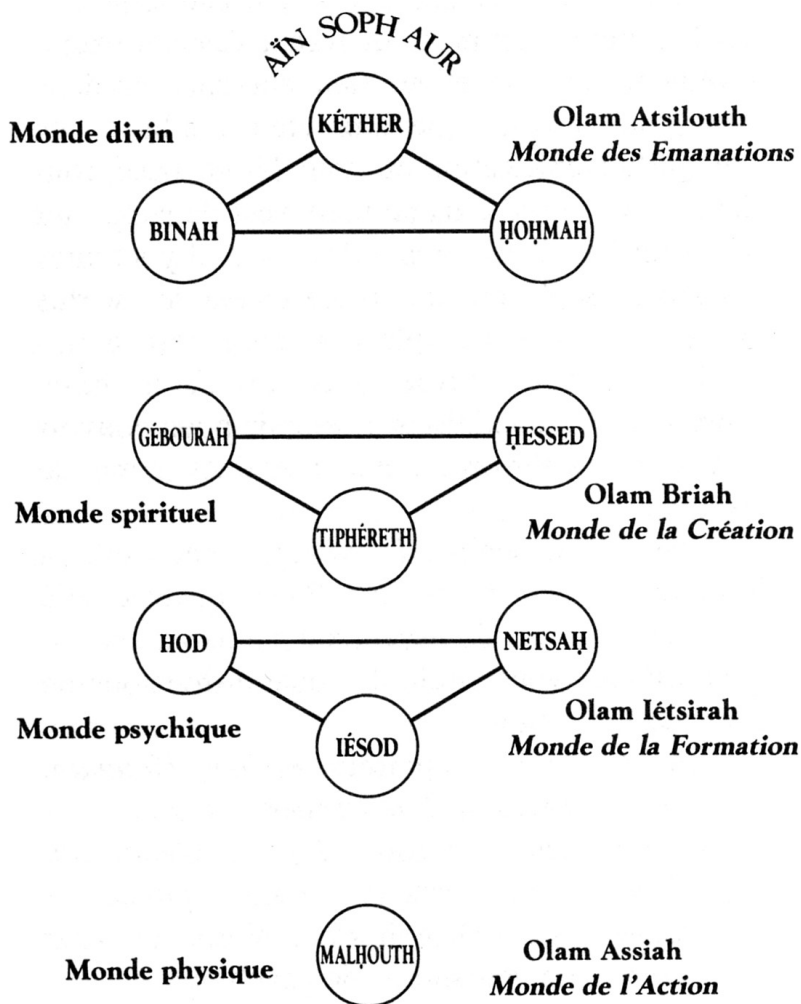 AÏN SOPH AUR
KÉTHER
Monde divin
Olam Atsilouth
Monde des Emanations
BINAH
ḤOḤMAH
GÉBOURAH
ḤESSED
Monde spirituel
TIPHÉRETH
Olam Briah
Monde de la Création
HOD
NETSAḤ
Monde psychique
IÉSOD
Olam Iétsirah
Monde de la Formation
Monde physique
MALḤOUTH
Olam Assiah
Monde de l'Action